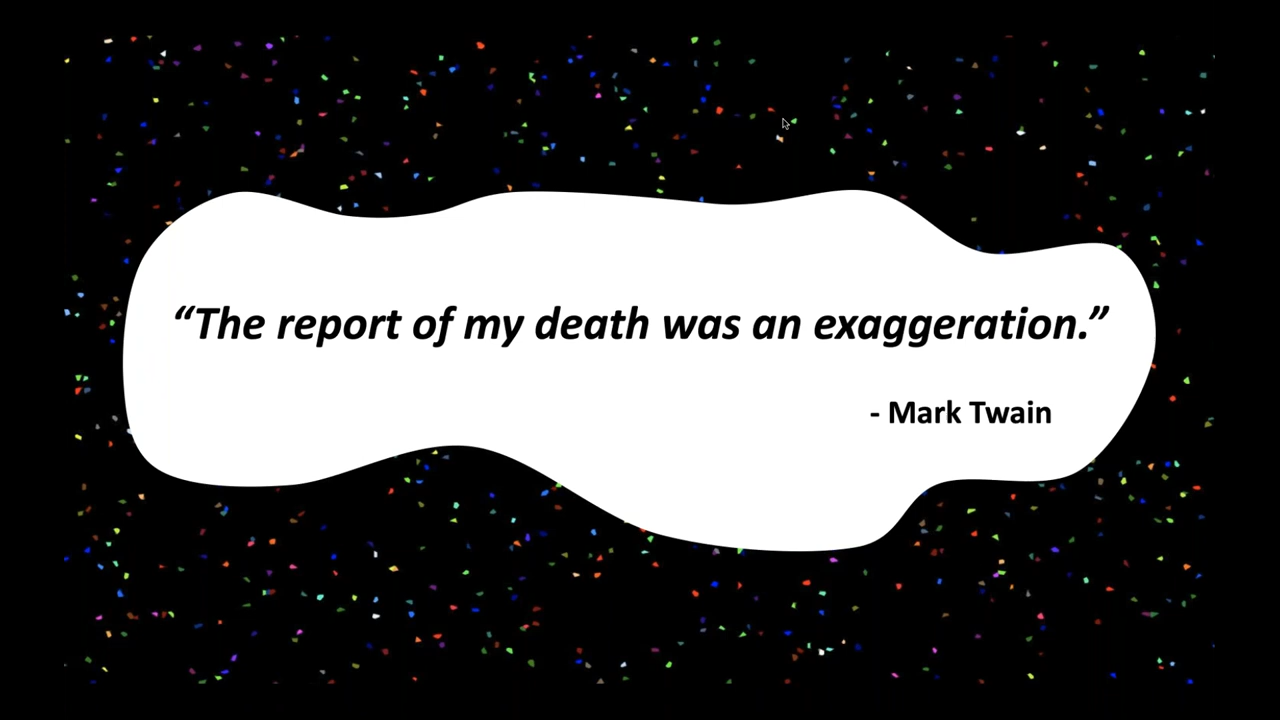 “The report of my death was an exaggeration.”
- Mark Twain